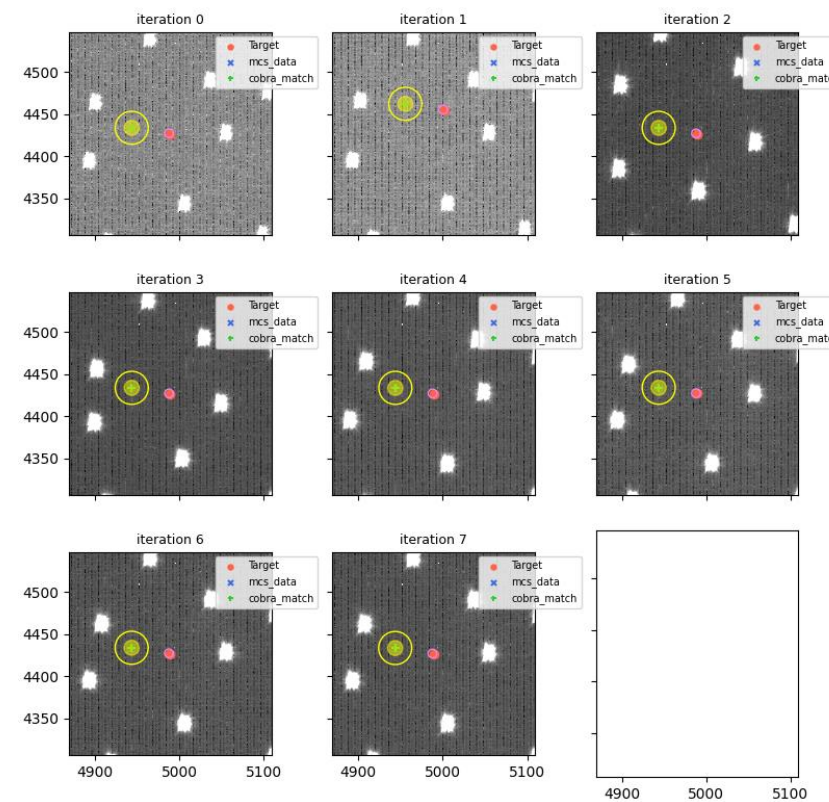 iteration 0
iteration 1
iteration 2
Target
mcs_data
cobra_match
Target
mcs_data
cobra_match
Target
mcs_data
cobra_mat
4500
4450
4400
4350
iteration 3
iteration 4
iteration 5
Target
mcs_data
cobra_match
Target
mcs_data
cobra_match
Target
mcs_data
cobra_mat
4500
4450
4400
4350
iteration 6
iteration 7
Target
mcs_data
cobra_match
Target
mcs_data
cobra_match
4500
4450
4400
4350
4900 5000 5100
4900 5000 5100
4900 5000 5100